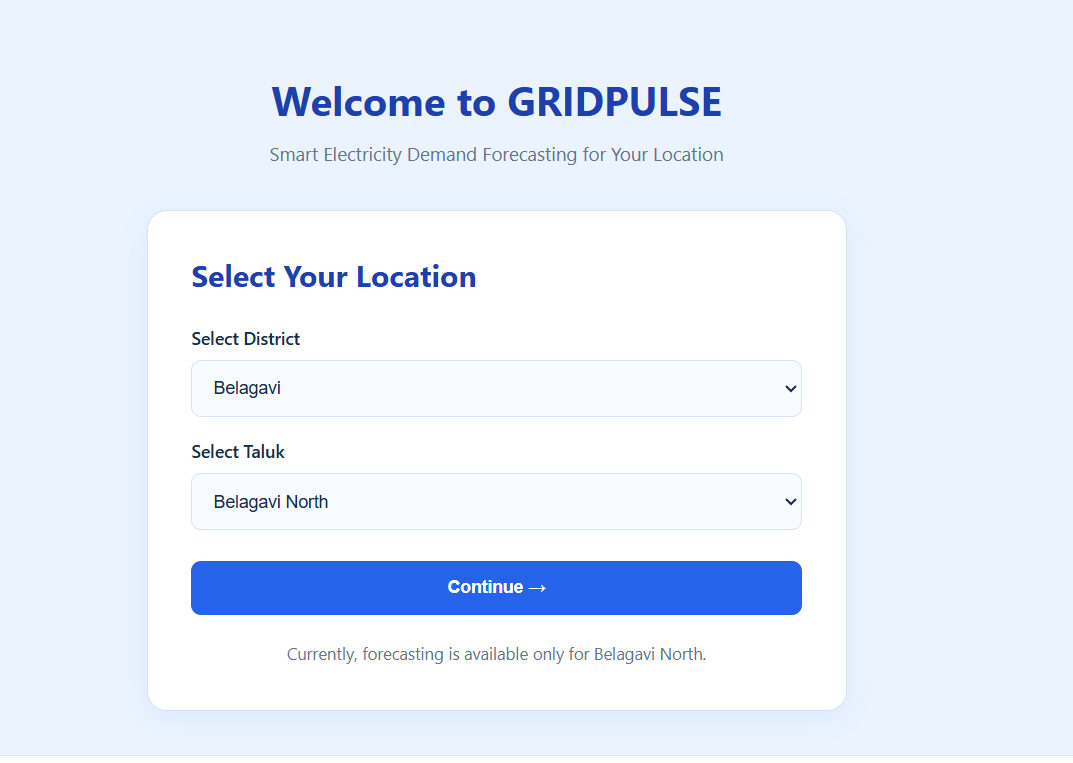 Welcome to GRIDPULSE
Smart Electricity Demand Forecasting for Your Location
Select Your Location
Select District
Belagavi
Select Taluk
Belagavi North
Continue →
Currently, forecasting is available only for Belagavi North.